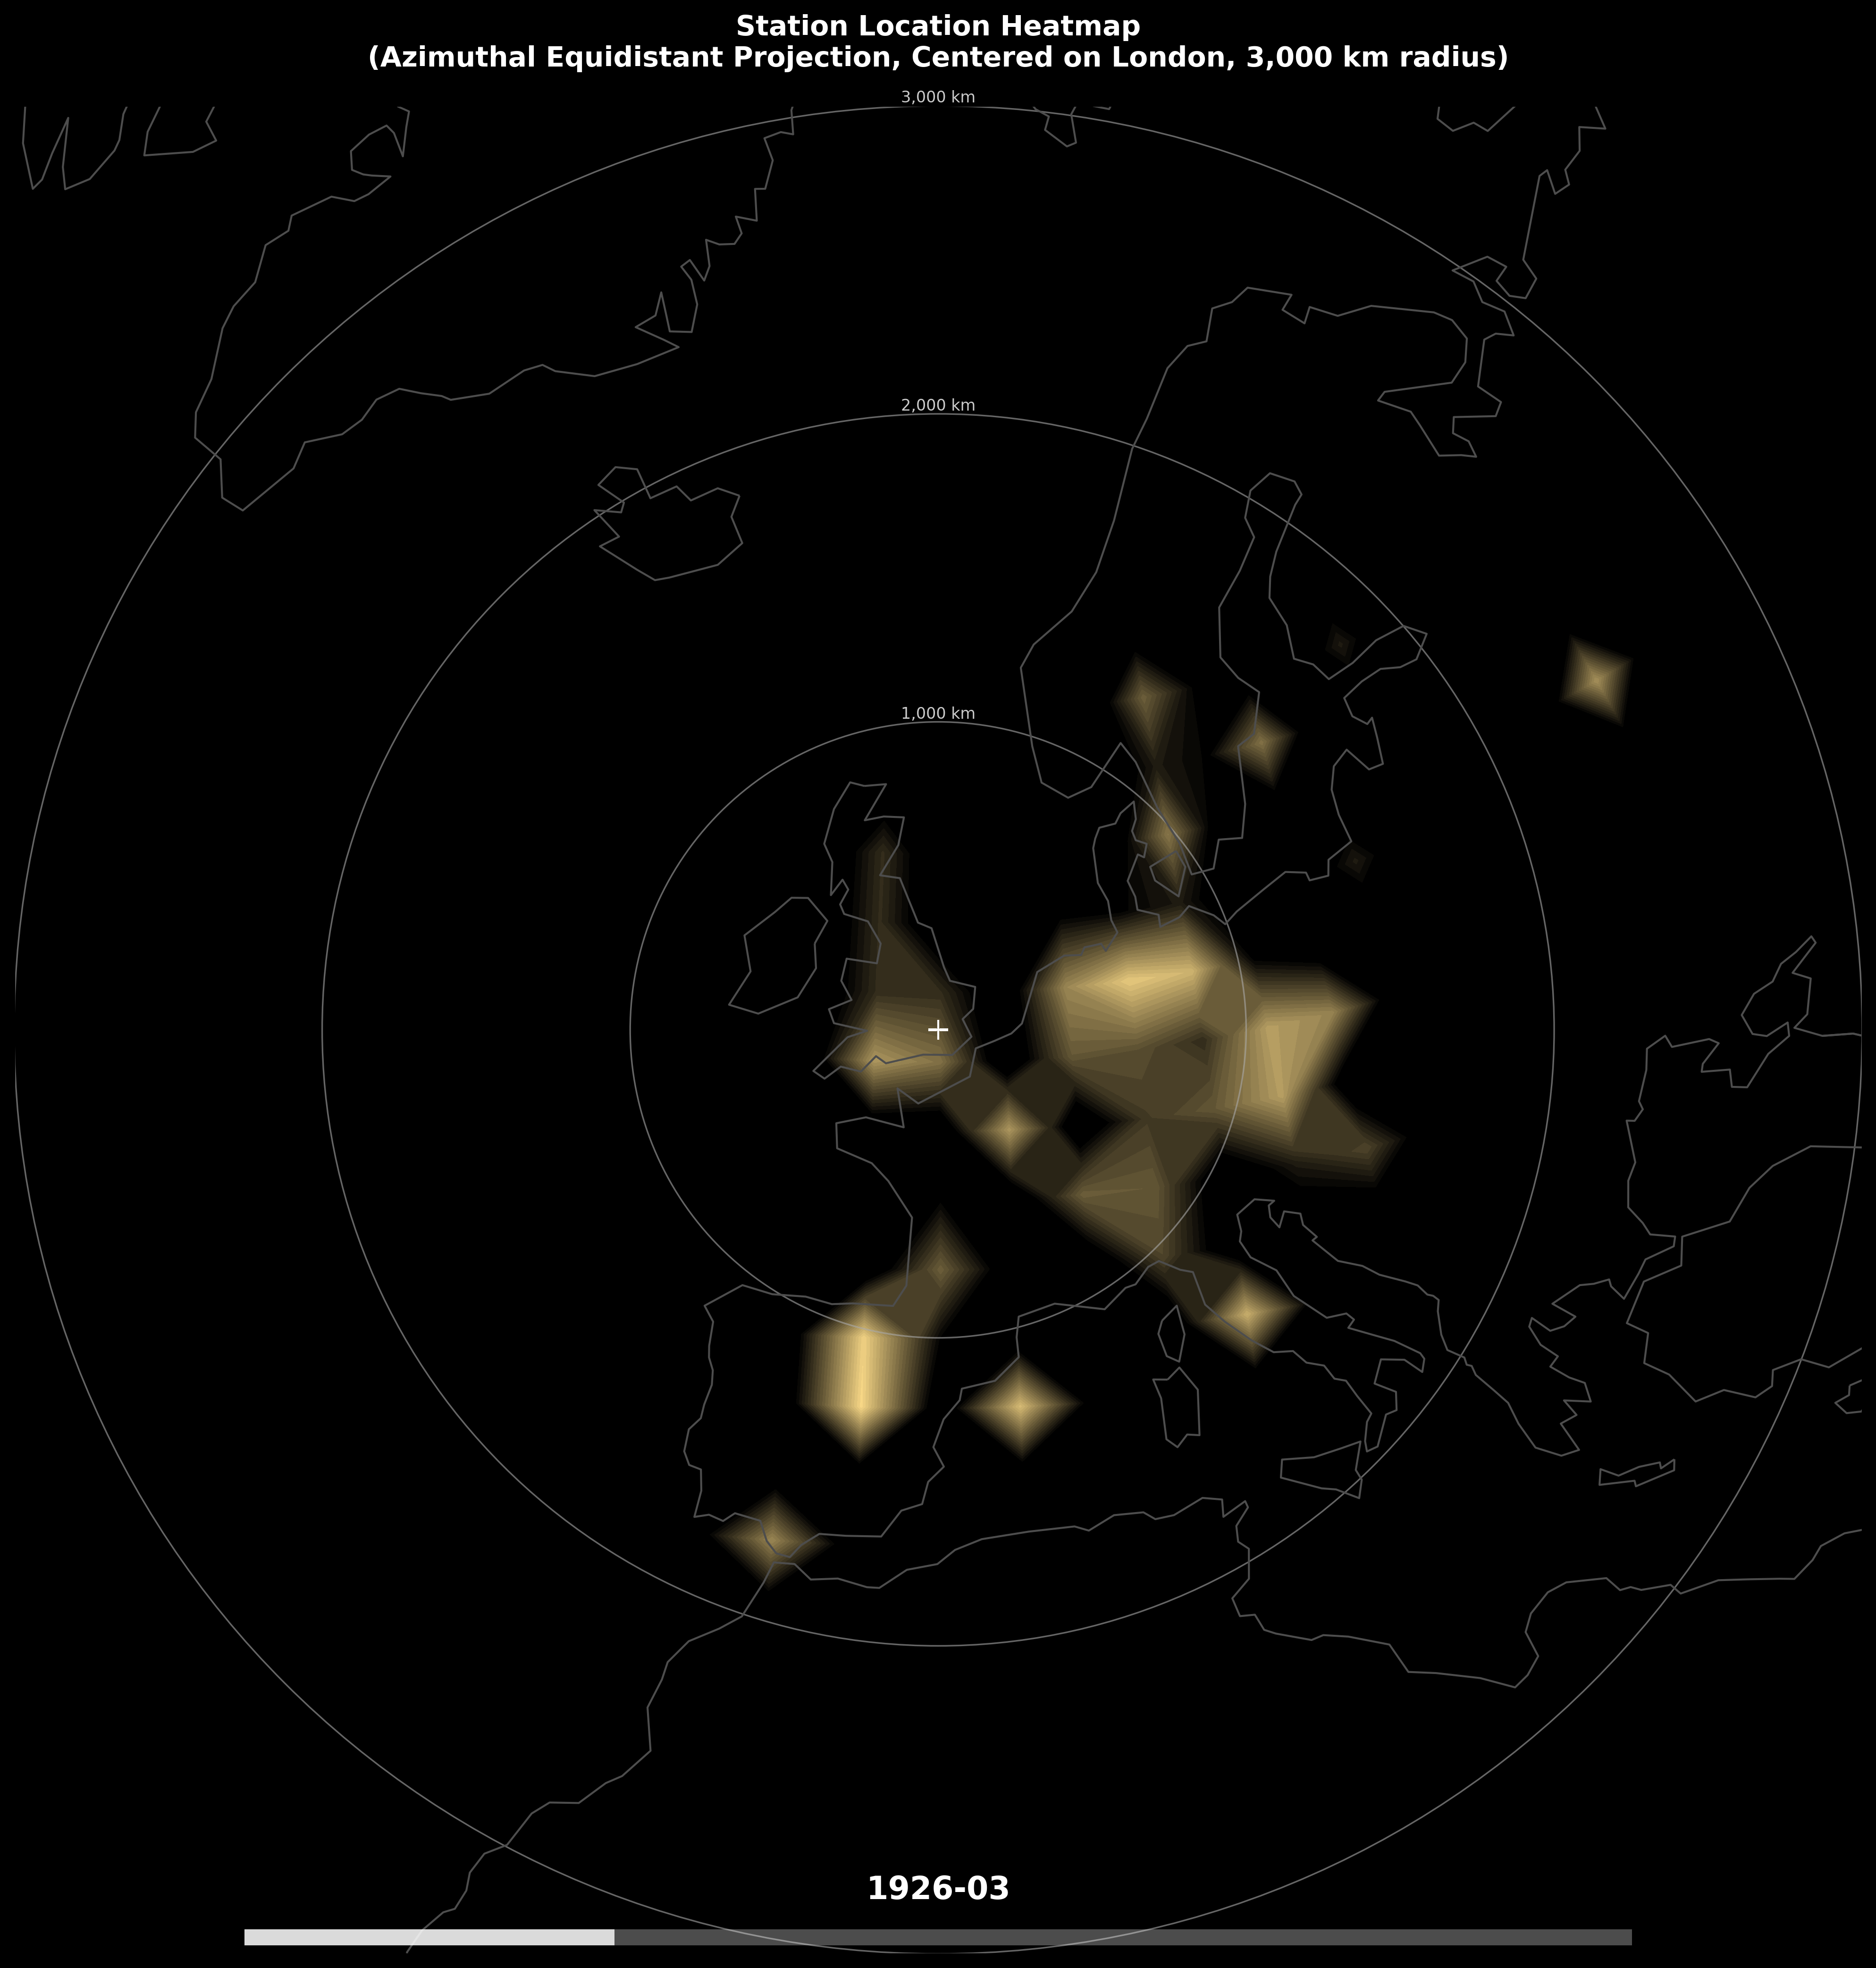 Station Location Heatmap
(Azimuthal Equidistant Projection, Centered on London, 3,000 km radius)
3,000 km
2,000 km
1,000 km
1926-03